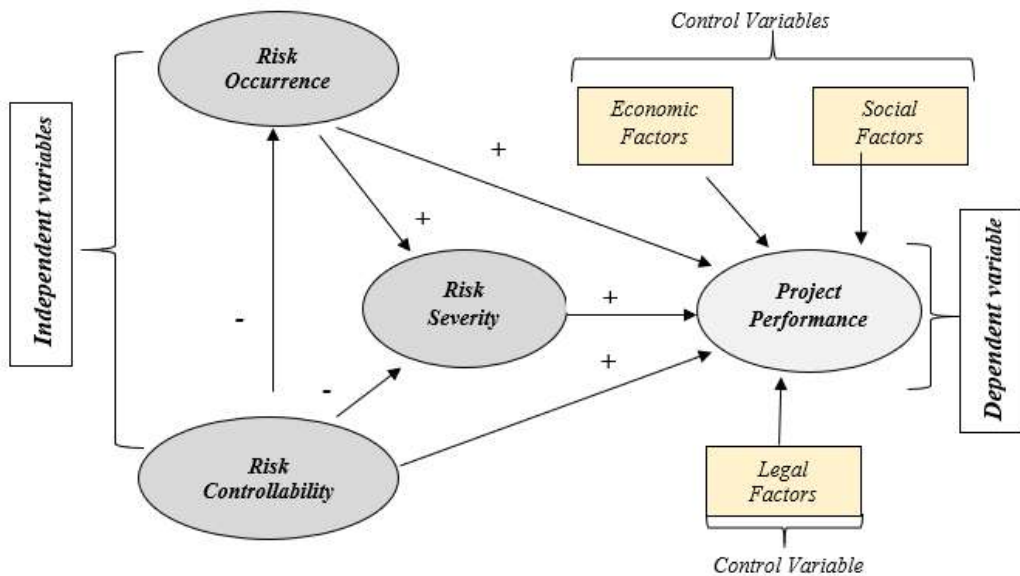 Control Variables
Risk
Occurrence
Economic
Factors
Social
Factors
Independent variables
+
+
Risk
Severity
+
Project
Performance
Dependent variable
-
-
+
Risk
Controllability
Legal
Factors
Control Variable